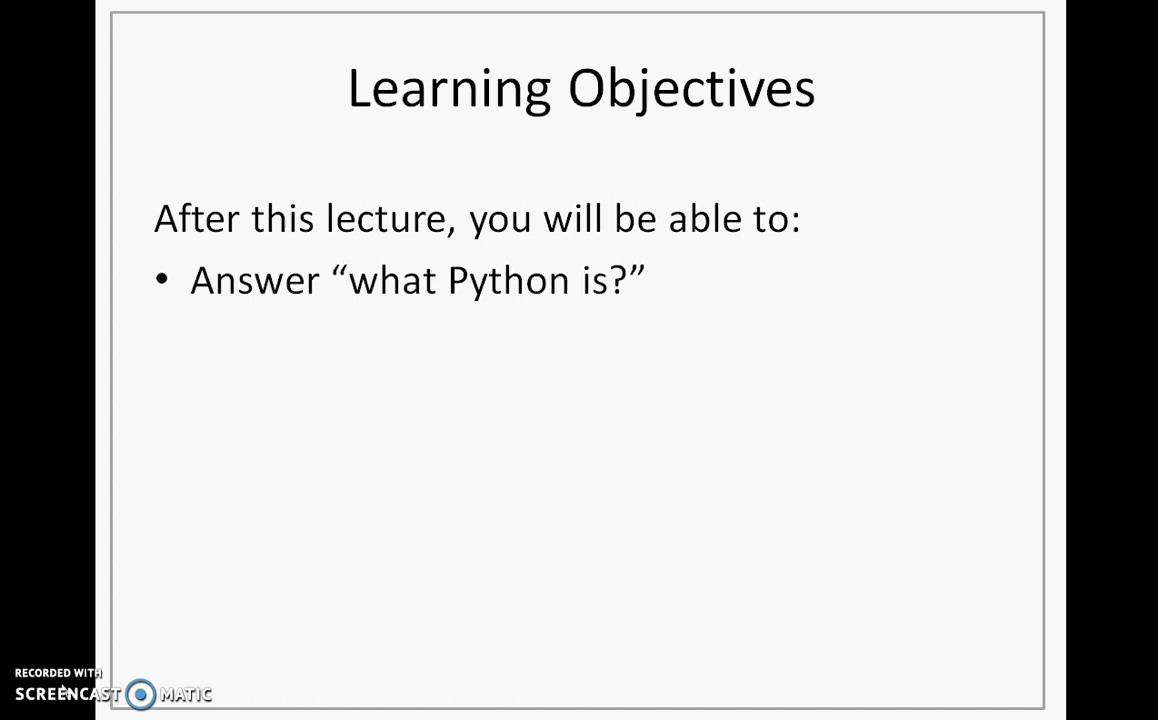 Learning Objectives
After this lecture, you will be able to:
• Answer “what Python is?”
RECORDED WITH
SCREENCAST MATIC